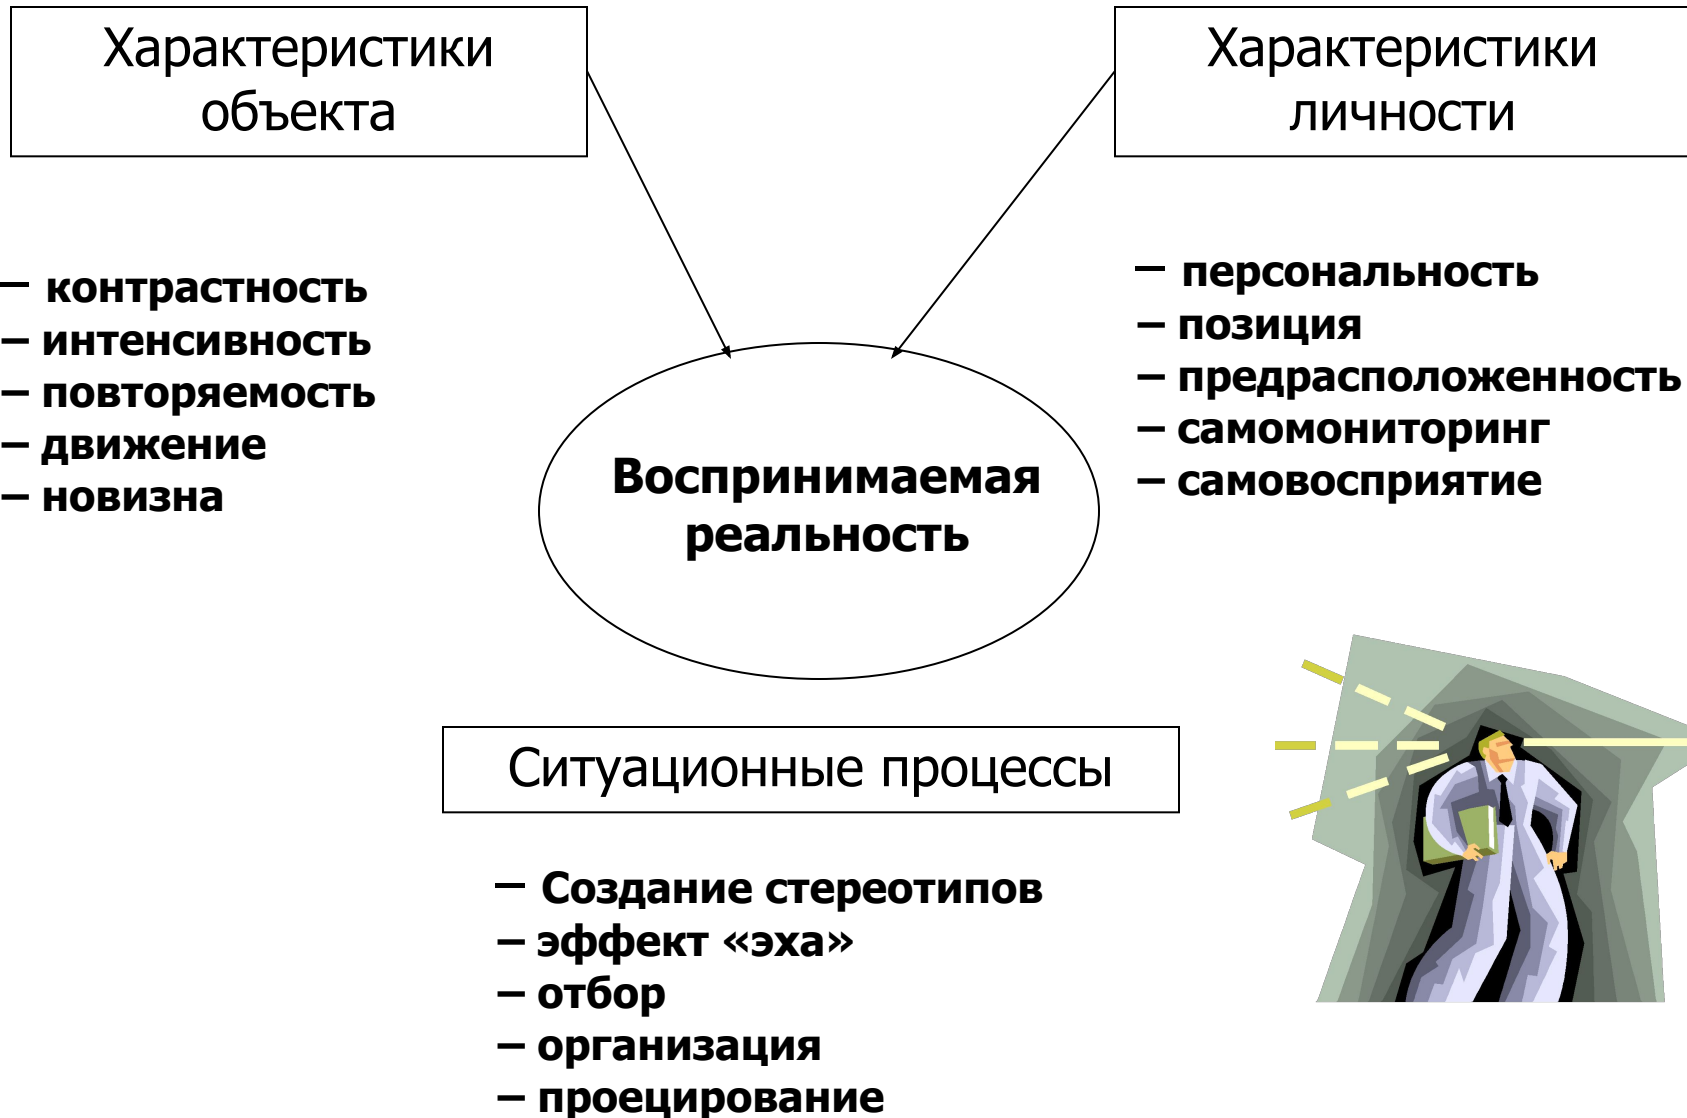 Характеристики
объекта
– контрастность
– интенсивность
– повторяемость
– движение
– новизна
Характеристики
личности
– персональность
– позиция
– предрасположенность
– самомониторинг
– самовосприятие
Воспринимаемая
реальность
Ситуационные процессы
– Создание стереотипов
– эффект «эха»
– отбор
– организация
– проецирование